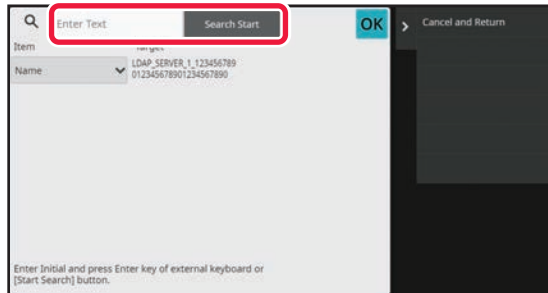 Enter Text
Search Start
OK
Cancel and Return
Item
Target
Name
LDAP_SERVER_1_123456789
012345678901234567890
Enter Initial and press Enter key of external keyboard or
[Start Search] button.